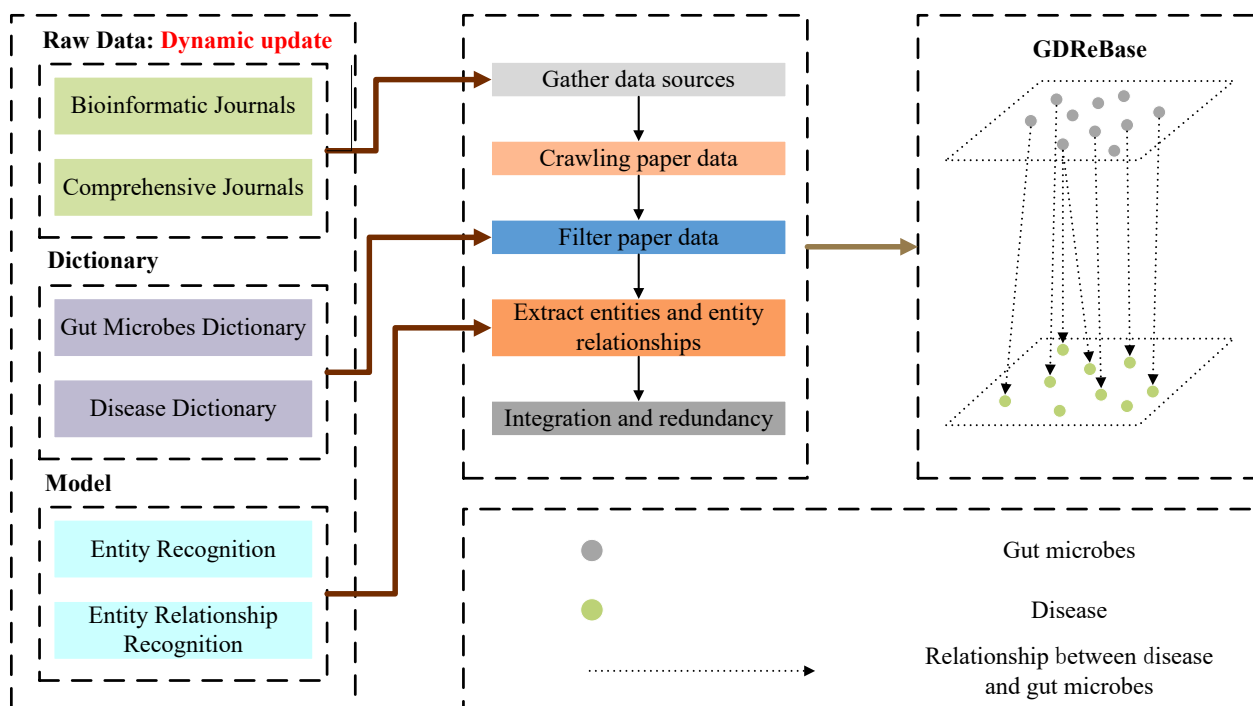 Raw Data: Dynamic update
Bioinformatic Journals
Comprehensive Journals
Dictionary
Gut Microbes Dictionary
Disease Dictionary
Model
Entity Recognition
Entity Relationship
Recognition
Gather data sources
Crawling paper data
Filter paper data
Extract entities and entity
relationships
Integration and redundancy
GDReBase
Gut microbes
Disease
Relationship between disease
and gut microbes